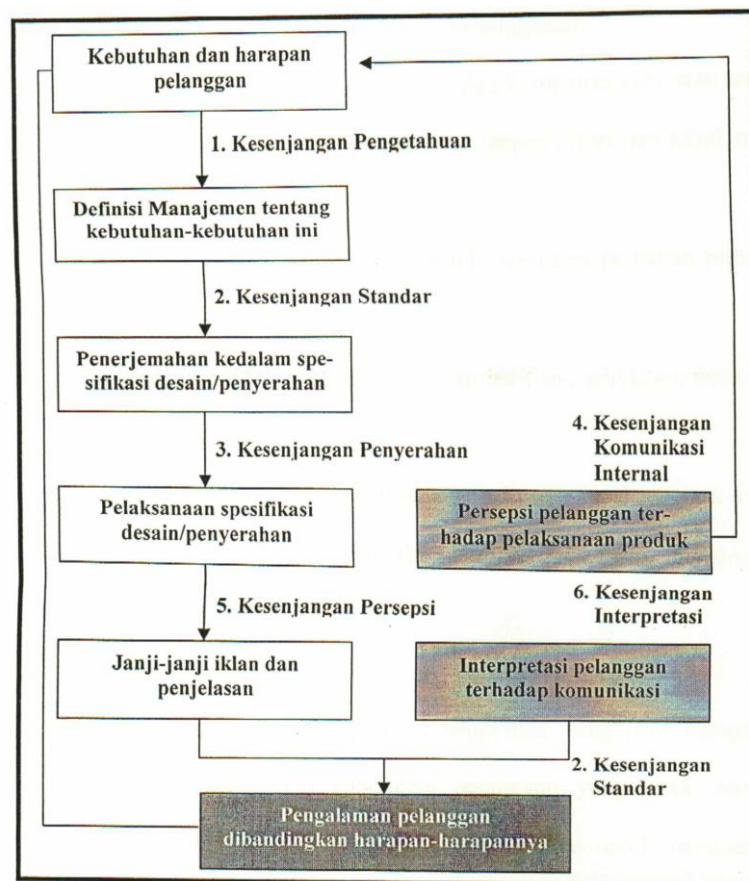 Kebutuhan dan harapan
pelanggan
1. Kesenjangan Pengetahuan
Definisi Manajemen tentang
kebutuhan-kebutuhan ini
2. Kesenjangan Standar
Penerjemahan kedalam spe-
sifikasi desain/penyerahan
3. Kesenjangan Penyerahan
4. Kesenjangan
Komunikasi
Internal
Pelaksanaan spesifikasi
desain/penyerahan
Persepsi pelanggan ter-
hadap pelaksanaan produk
5. Kesenjangan Persepsi
6. Kesenjangan
Interpretasi
Janji-janji iklan dan
penjelasan
Interpretasi pelanggan
terhadap komunikasi
2. Kesenjangan
Standar
Pengalaman pelanggan
dibandingkan harapan-harapannya